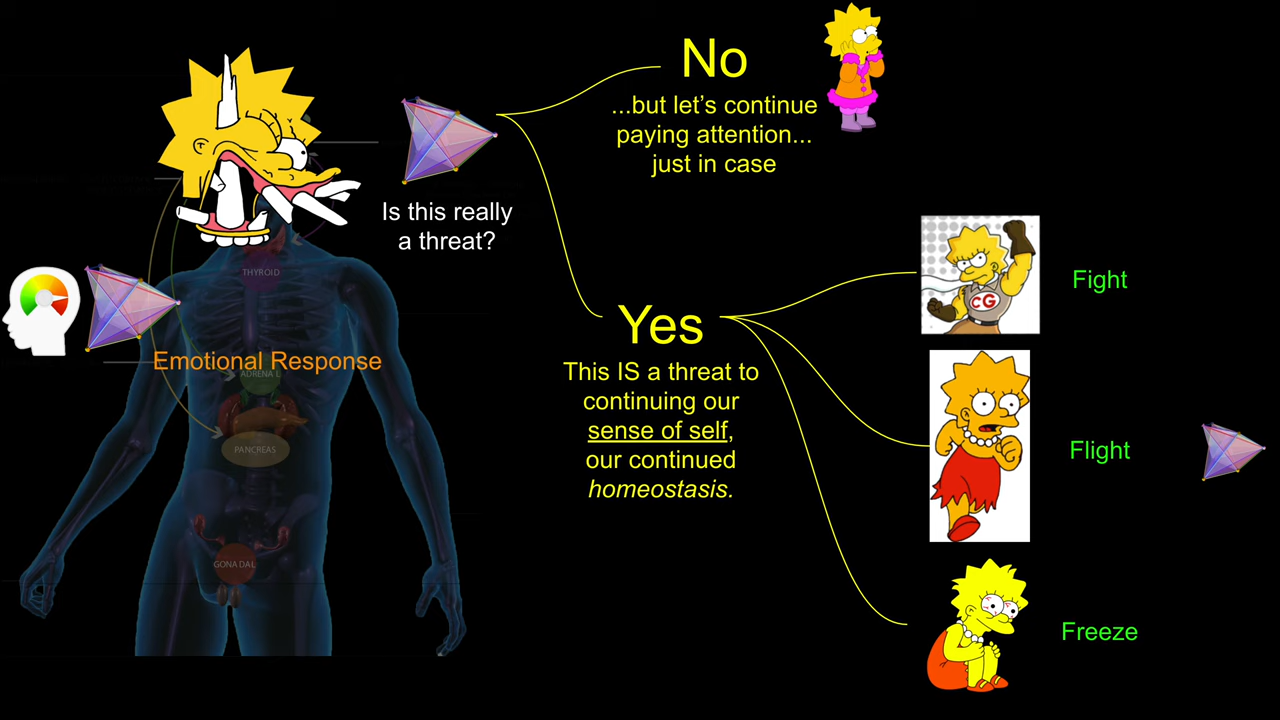 No
...but let’s continue
paying attention...
just in case
Is this really
a threat?
THYROID
Emotional Response
ADRENAL
PANCREAS
GONADAL
Yes
This IS a threat to
continuing our
sense of self,
our continued
homeostasis.
CG
Fight
Flight
Freeze